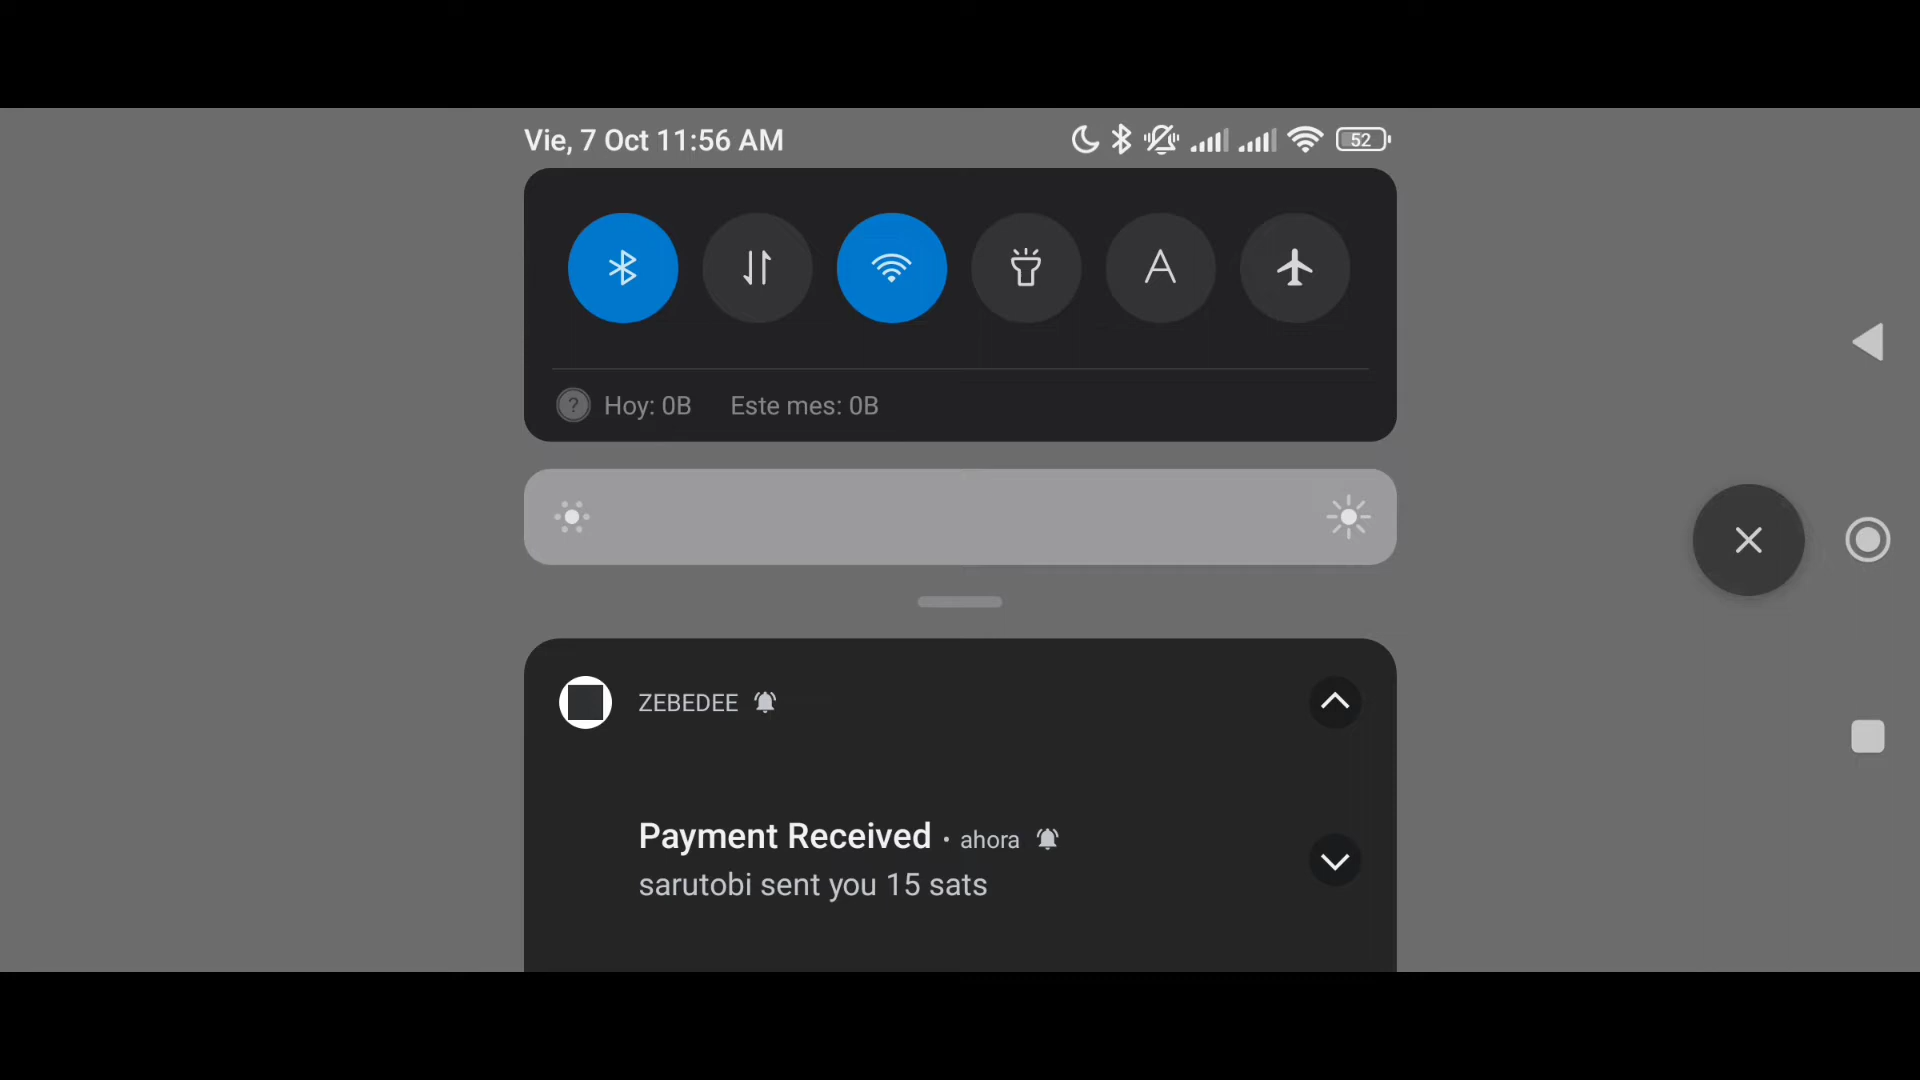 Vie, 7 Oct 11:56 AM
52
A
Hoy: 0B Este mes: 0B
ZEBEDEE
Payment Received · ahora
sarutobi sent you 15 sats